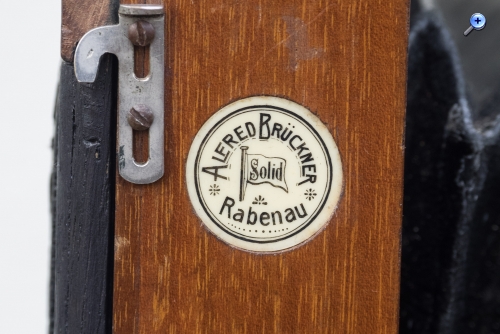 ALFRED BRÜCKNER
Solid
Rabenau